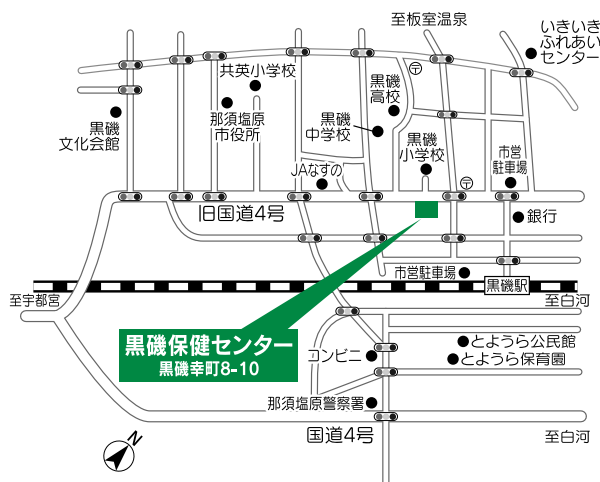 至板室温泉
いきいき
ふれあい
センター
共英小学校
〒
黒磯
高校
那須塩原
市役所
黒磯
中学校
黒磯
文化会館
黒磯
小学校
市営
駐車場
JAなすの
〒
旧国道4号
銀行
市営駐車場
黒磯駅
至宇都宮
至白河
黒磯保健センター
黒磯幸町8-10
コンビニ
とようら公民館
とようら保育園
那須塩原警察署
国道4号
至白河
N